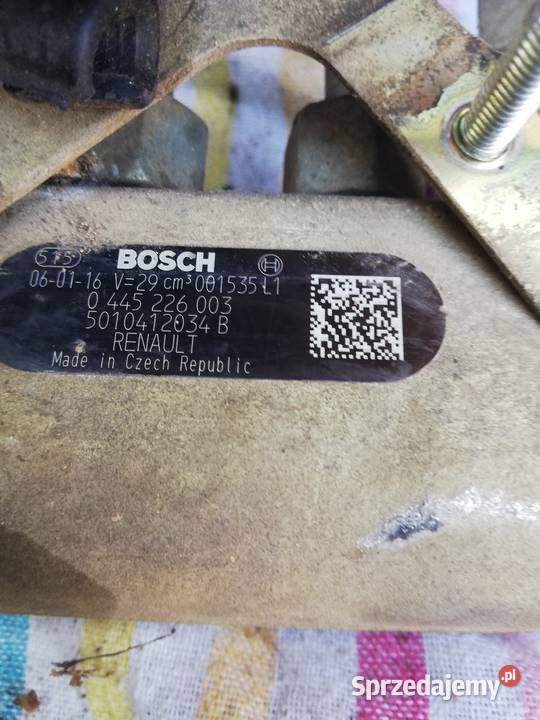 575 BOSCH
06-01-16 V=29 cm³ 001535 L1
0 445 226 003
5010412034 B
RENAULT
Made in Czech Republic
Sprzedajemy.pl